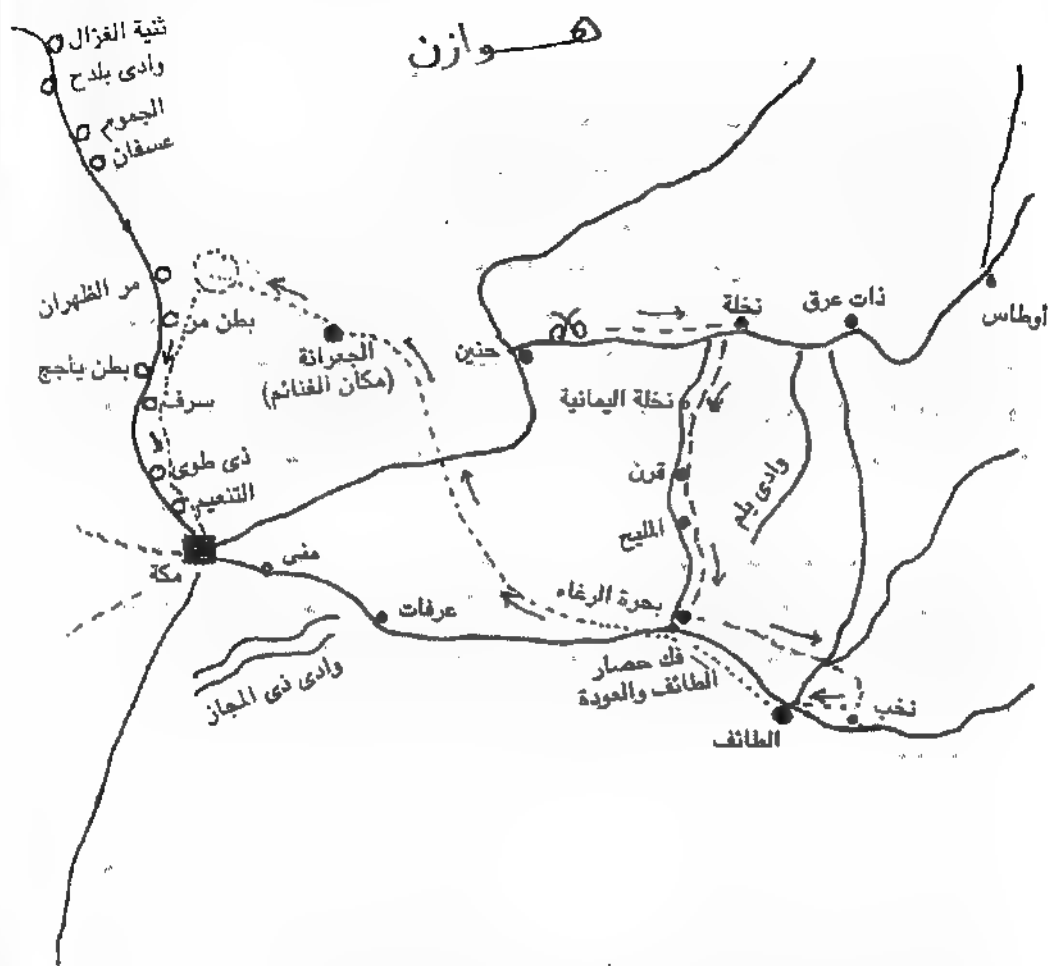 هوازن
ثنية الغزال
وادى بلدح
الجموم
عسفان
مر الظهران
بطن مر
بطن يأجج
سرف
ذى طوى
التنعيم
مكة
الجعرانة
(مكان الغنائم)
حنين
نخلة
ذات عرق
أوطاس
نخلة اليمانية
قرن
المليح
وادى يلم
بحرة الرغاء
منى
عرفات
وادى ذى المجاز
فك حصار
الطائف والعودة
نخب
الطائف